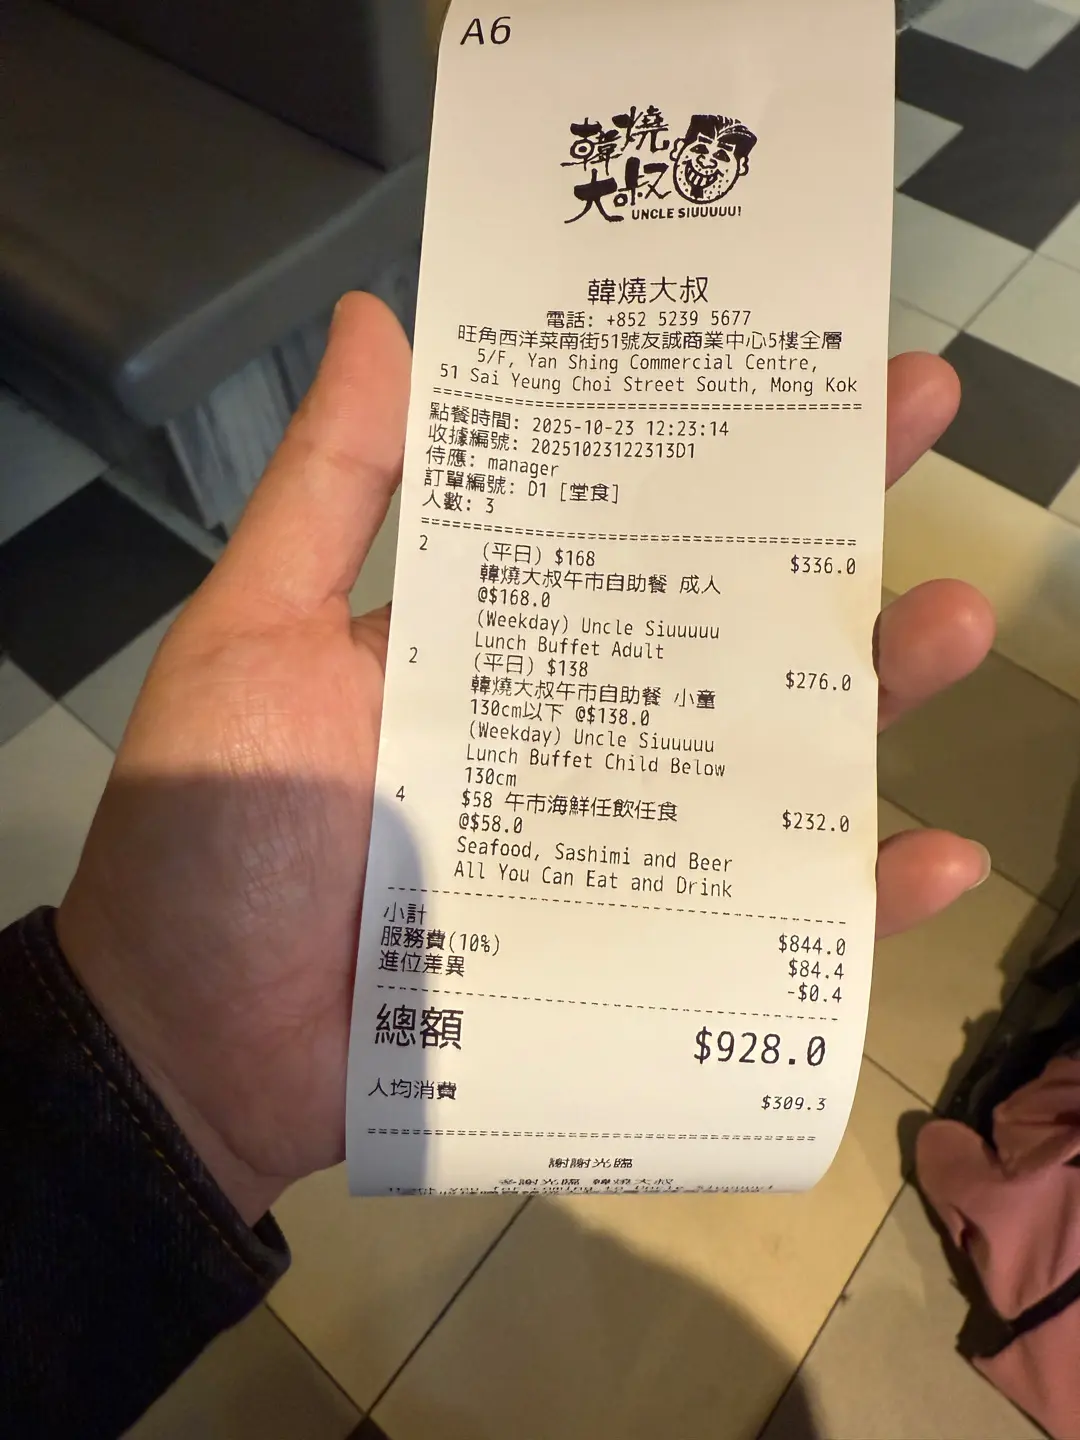 A6
韓燒
大叔
UNCLE SIUUUUU!
韓燒大叔
電話: +852 5239 5677
旺角西洋菜南街51號友誠商業中心5樓全層
5/F, Yan Shing Commercial Centre,
51 Sai Yeung Choi Street South, Mong Kok
點餐時間: 2025-10-23 12:23:14
收據編號: 20251023122313D1
侍應: manager
訂單編號: D1 [堂食]
人數: 3
2 (平日) $168 $336.0
韓燒大叔午市自助餐 成人
@$168.0
(Weekday) Uncle Siuuuuu
Lunch Buffet Adult
2 (平日) $138 $276.0
韓燒大叔午市自助餐 小童
130cm以下 @$138.0
(Weekday) Uncle Siuuuuu
Lunch Buffet Child Below
130cm
4 $58 午市海鮮任飲任食 $232.0
@$58.0
Seafood, Sashimi and Beer
All You Can Eat and Drink
小計 $844.0
服務費(10%) $84.4
進位差異 -$0.4
總額 $928.0
人均消費 $309.3
謝謝光臨
多謝光臨 韓燒大叔